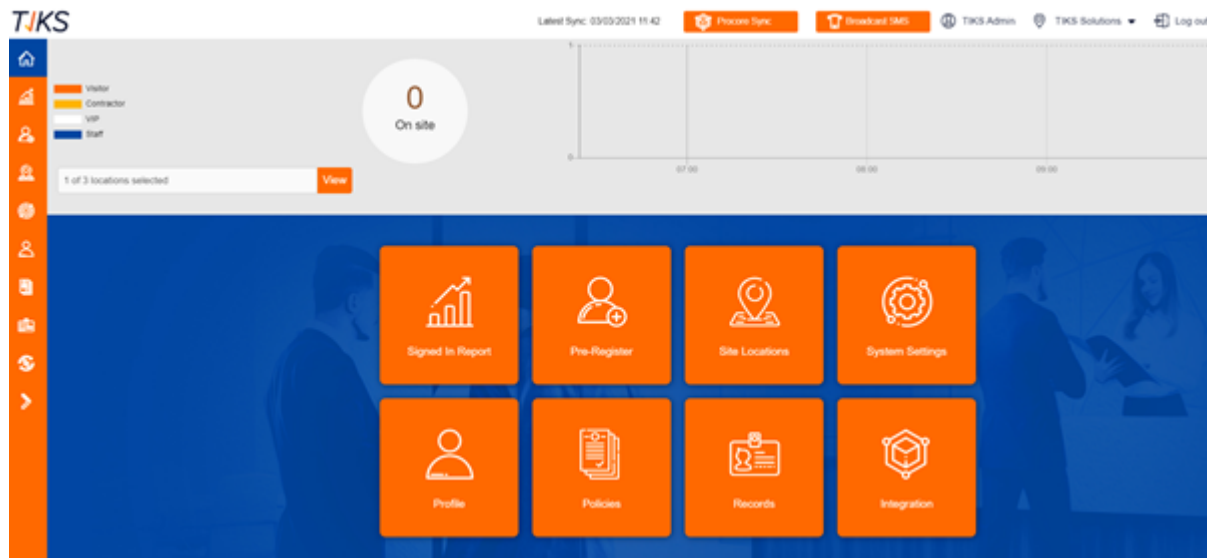 TIKS
Latest Sync: 03/03/2021 11:42
Procore Sync
Broadcast SMS
TIKS Admin
TIKS Solutions
Log out
Visitor
Contractor
VIP
Staff
0
On site
1 of 3 locations selected
View
1
0
07:00
08:00
09:00
Signed In Report
Pre-Register
Site Locations
System Settings
Profile
Policies
Records
Integration